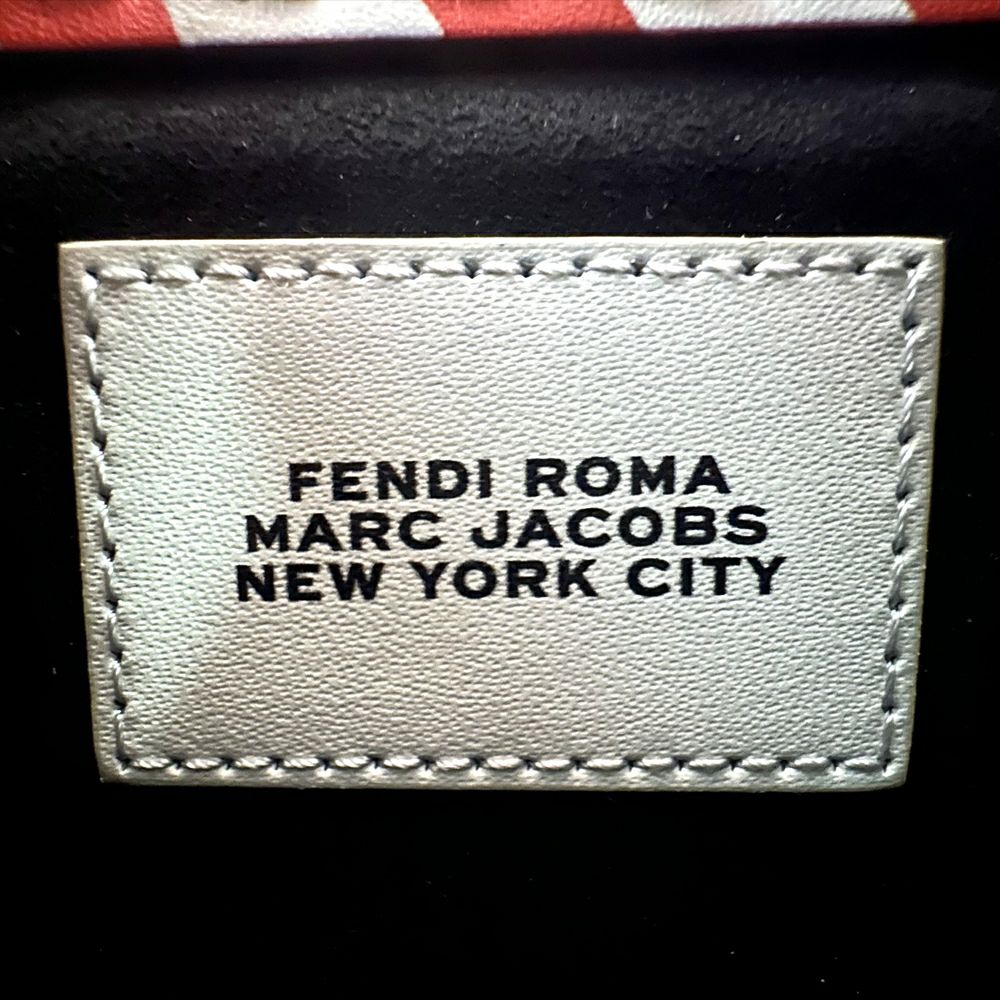 FENDI ROMA
MARC JACOBS
NEW YORK CITY